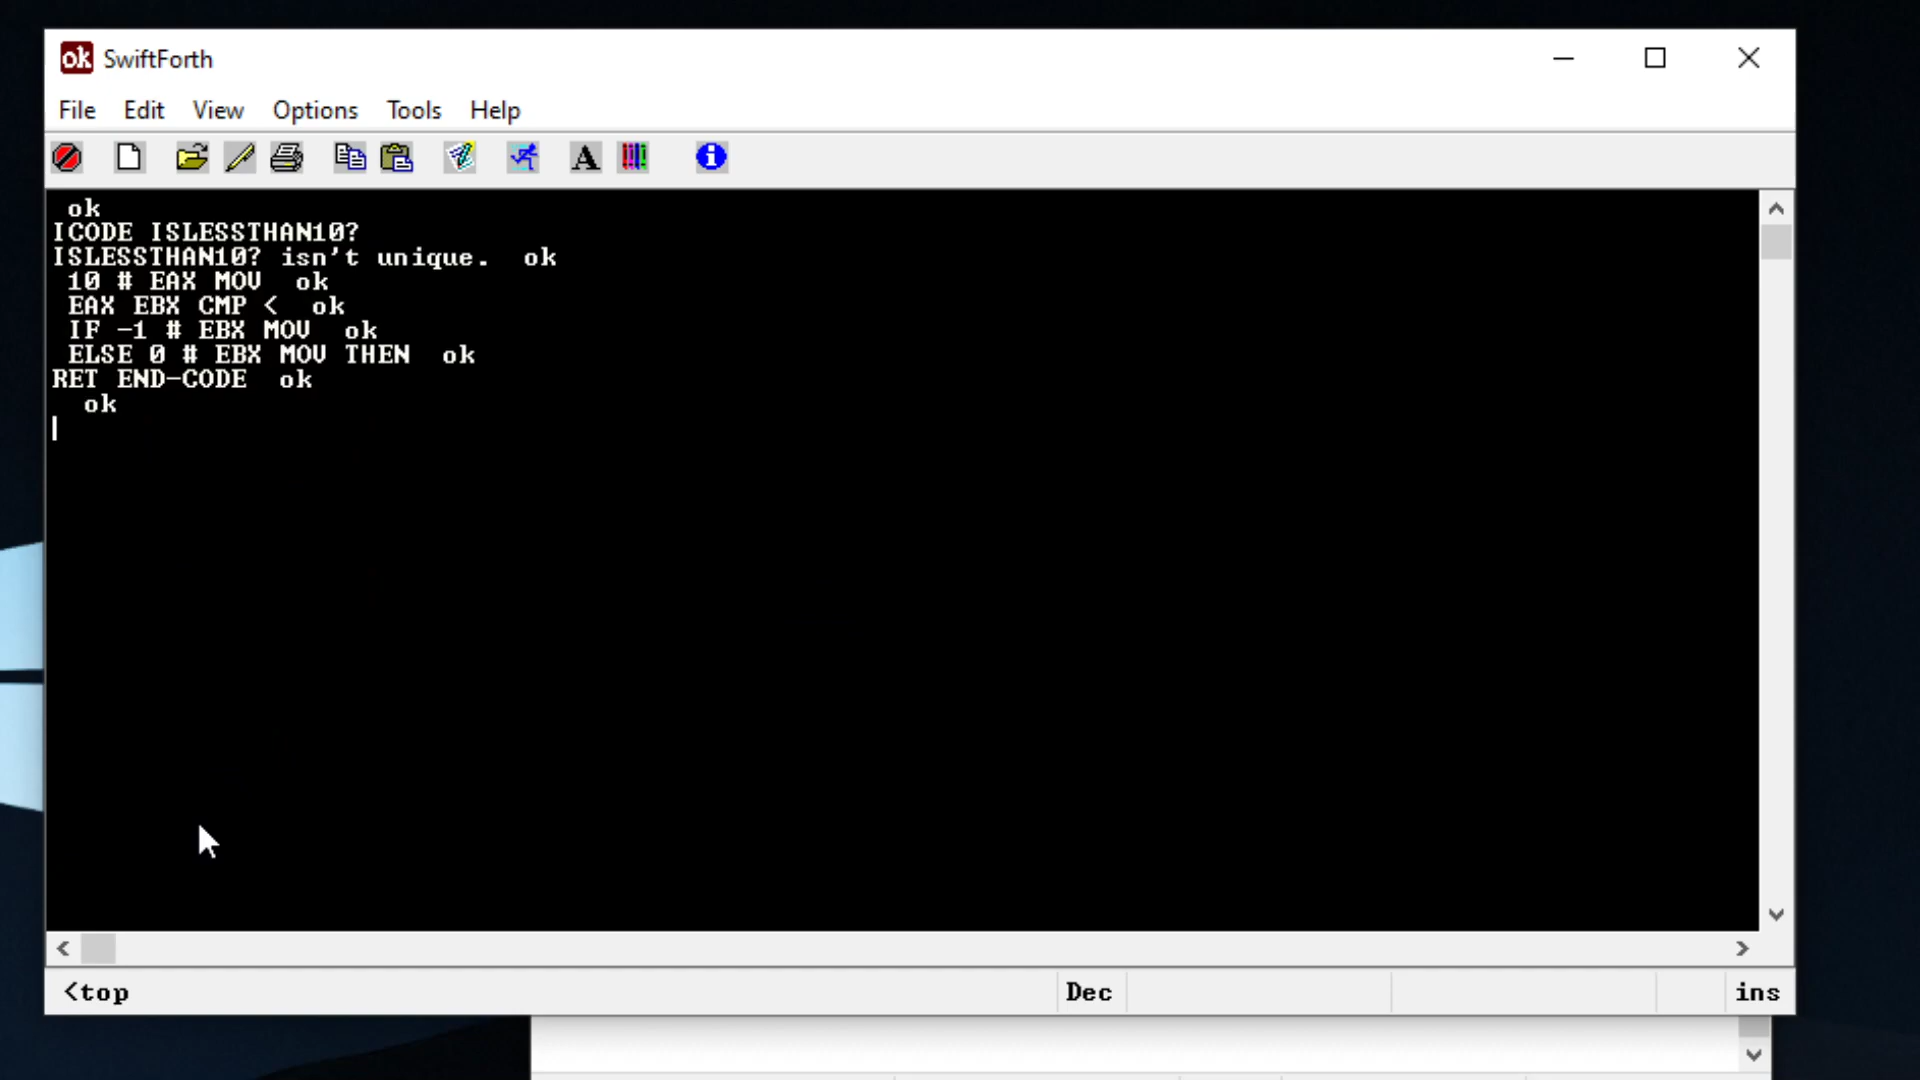 ok SwiftForth
File Edit View Options Tools Help
A
ok
ICODE ISLESSTHAN10?
ISLESSTHAN10? isn't unique.  ok
10 # EAX MOV  ok
EAX EBX CMP <  ok
IF -1 # EBX MOV  ok
ELSE 0 # EBX MOV THEN  ok
RET END-CODE  ok
ok
<top Dec ins